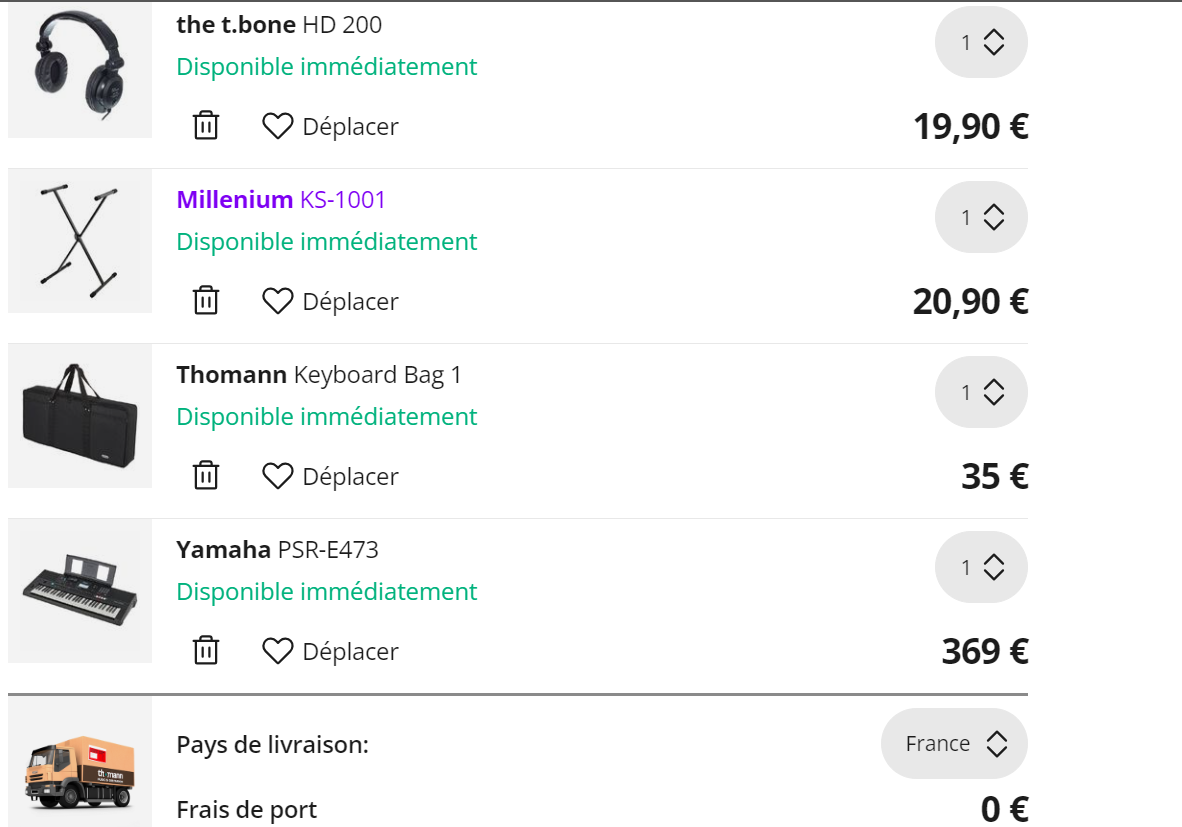 the t.bone HD 200
1
Disponible immédiatement
Déplacer
19,90 €
Millenium KS-1001
1
Disponible immédiatement
Déplacer
20,90 €
Thomann Keyboard Bag 1
1
Disponible immédiatement
Déplacer
35 €
Yamaha PSR-E473
1
Disponible immédiatement
Déplacer
369 €
th•mann
Pays de livraison:
France
Frais de port
0 €